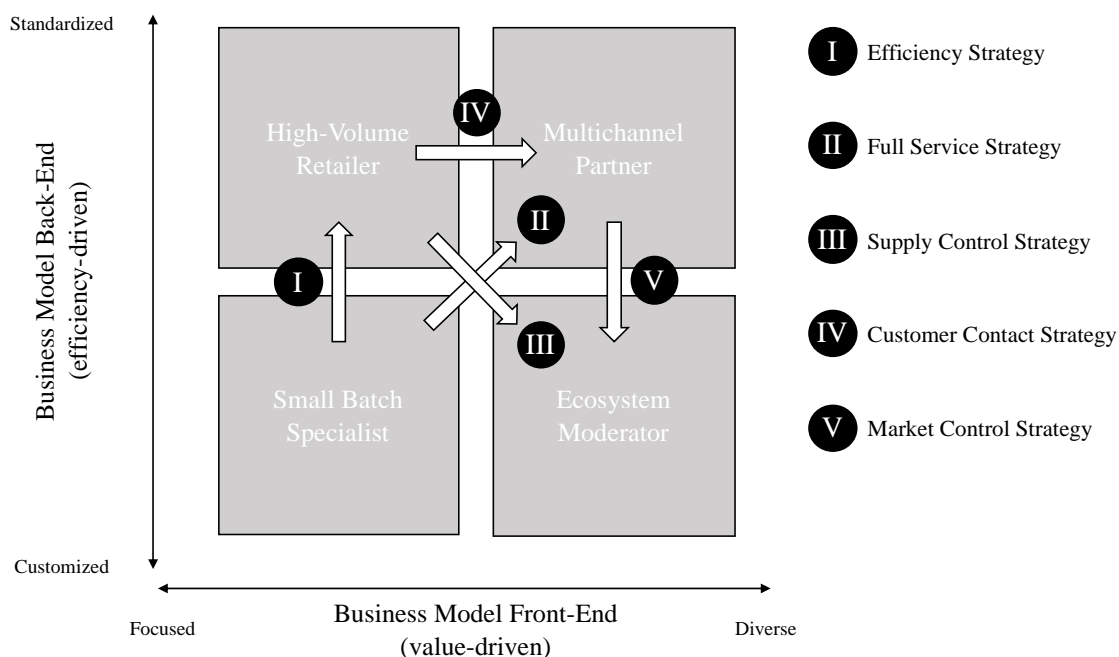 Standardized
Business Model Back-End
(efficiency-driven)
Customized
High-Volume
Retailer
Multichannel
Partner
Small Batch
Specialist
Ecosystem
Moderator
IV
II
I
V
III
Focused
Business Model Front-End
(value-driven)
Diverse
I Efficiency Strategy
II Full Service Strategy
III Supply Control Strategy
IV Customer Contact Strategy
V Market Control Strategy